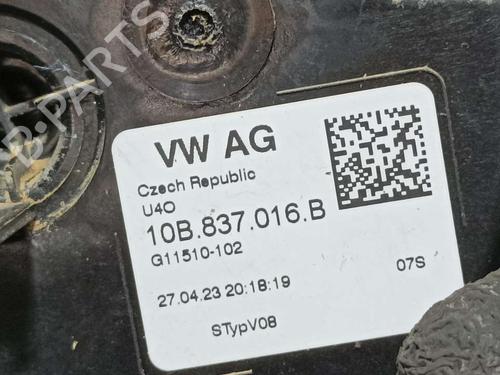 B-PARTS
VW AG
Czech Republic
U4O
10B.837.016.B
G11510-102
27.04.23 20:18:19
07S
STypV08